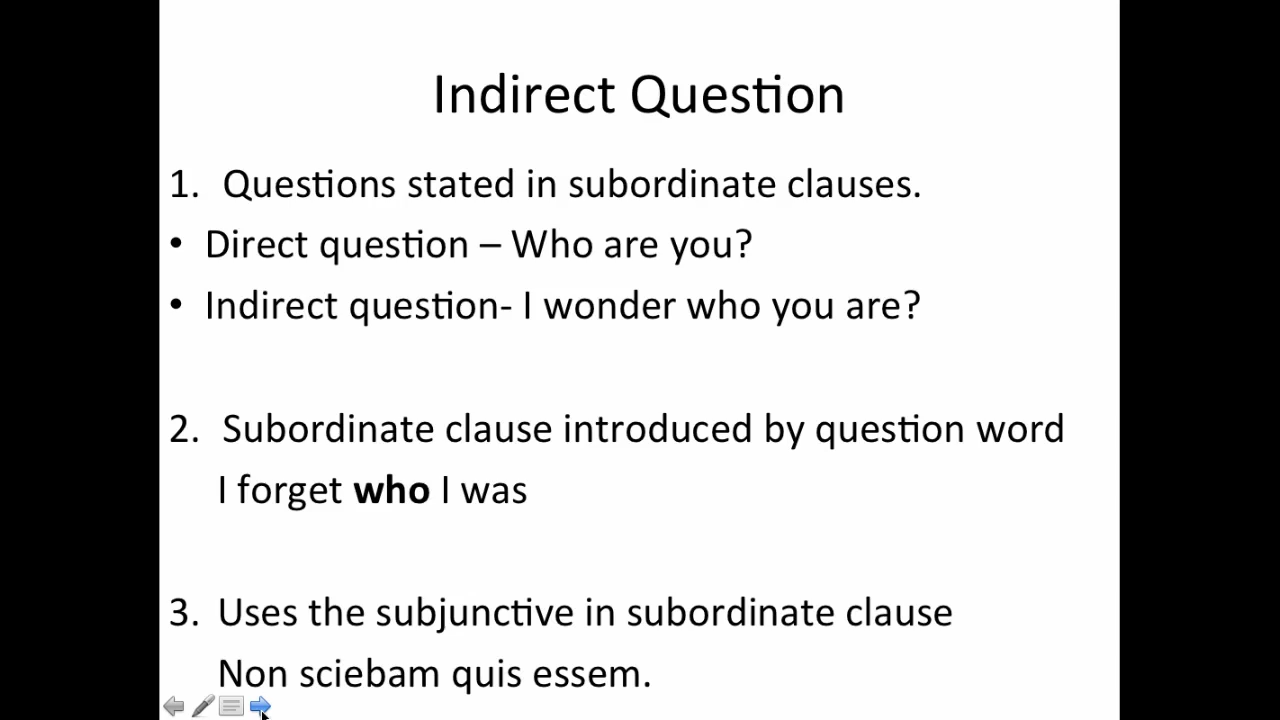 Indirect Question
1. Questions stated in subordinate clauses.
• Direct question – Who are you?
• Indirect question- I wonder who you are?
2. Subordinate clause introduced by question word
I forget who I was
3. Uses the subjunctive in subordinate clause
Non sciebam quis essem.